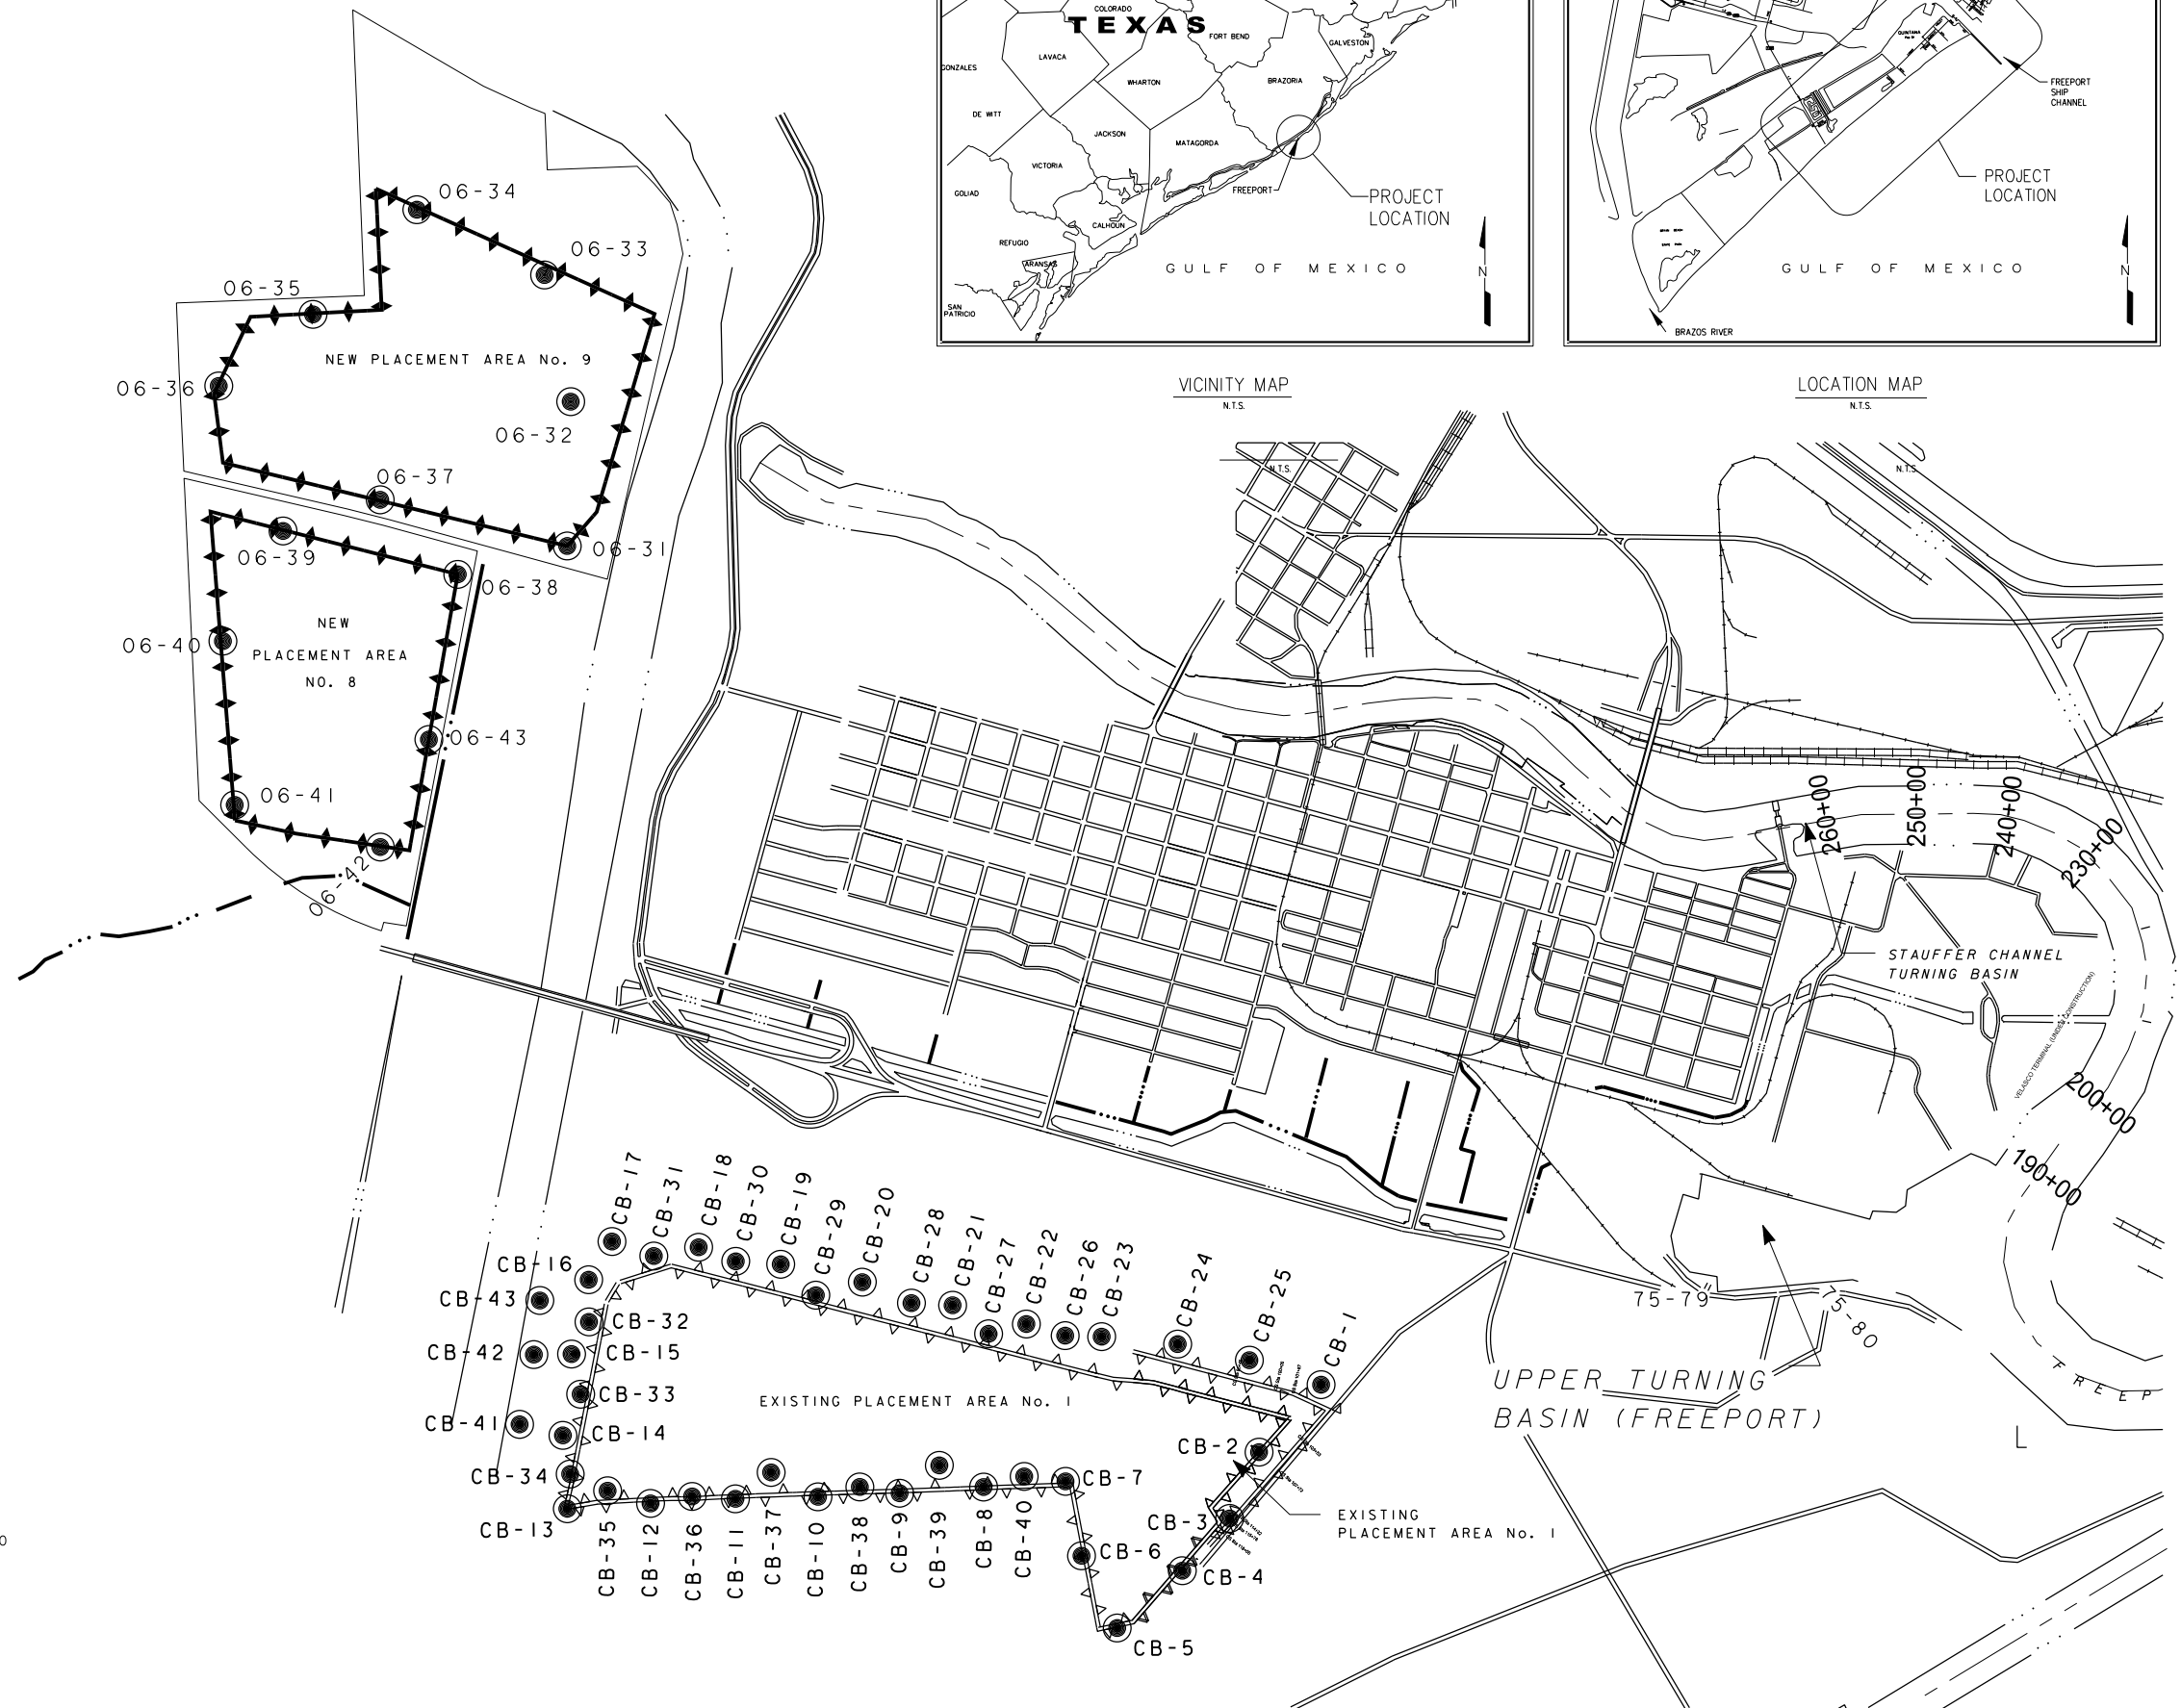 COLORADO
TEXAS
FORT BEND
GALVESTON
LAVACA
GONZALES
WHARTON
BRAZORIA
DE WITT
JACKSON
MATAGORDA
VICTORIA
GOLIAD
FREEPORT
PROJECT
LOCATION
CALHOUN
REFUGIO
ARANSAS
GULF OF MEXICO
N
SAN
PATRICIO
VICINITY MAP
N.T.S.
QUINTANA
FREEPORT
SHIP
CHANNEL
PROJECT
LOCATION
GULF OF MEXICO
N
BRAZOS RIVER
LOCATION MAP
N.T.S.
N.T.S.
N.T.S.
06-34
06-33
06-35
NEW PLACEMENT AREA No. 9
06-36
06-32
06-37
06-31
06-39
06-38
NEW
PLACEMENT AREA
NO. 8
06-40
06-43
06-41
06-42
260+00
250+00
240+00
230+00
STAUFFER CHANNEL
TURNING BASIN
VELASCO TERMINAL (UNDER CONSTRUCTION)
200+00
190+00
CB-17
CB-31
CB-18
CB-30
CB-19
CB-29
CB-20
CB-28
CB-21
CB-27
CB-22
CB-26
CB-23
CB-24
CB-25
CB-1
CB-16
CB-43
CB-32
CB-42
CB-15
CB-33
CB-41
CB-14
CB-34
CB-13
EXISTING PLACEMENT AREA No. 1
CB-2
CB-7
CB-3
CB-6
CB-4
CB-5
CB-35
CB-12
CB-36
CB-11
CB-37
CB-10
CB-38
CB-9
CB-39
CB-8
CB-40
EXISTING
PLACEMENT AREA No. 1
75-79
75-80
UPPER TURNING
BASIN (FREEPORT)
FREEP
L
0